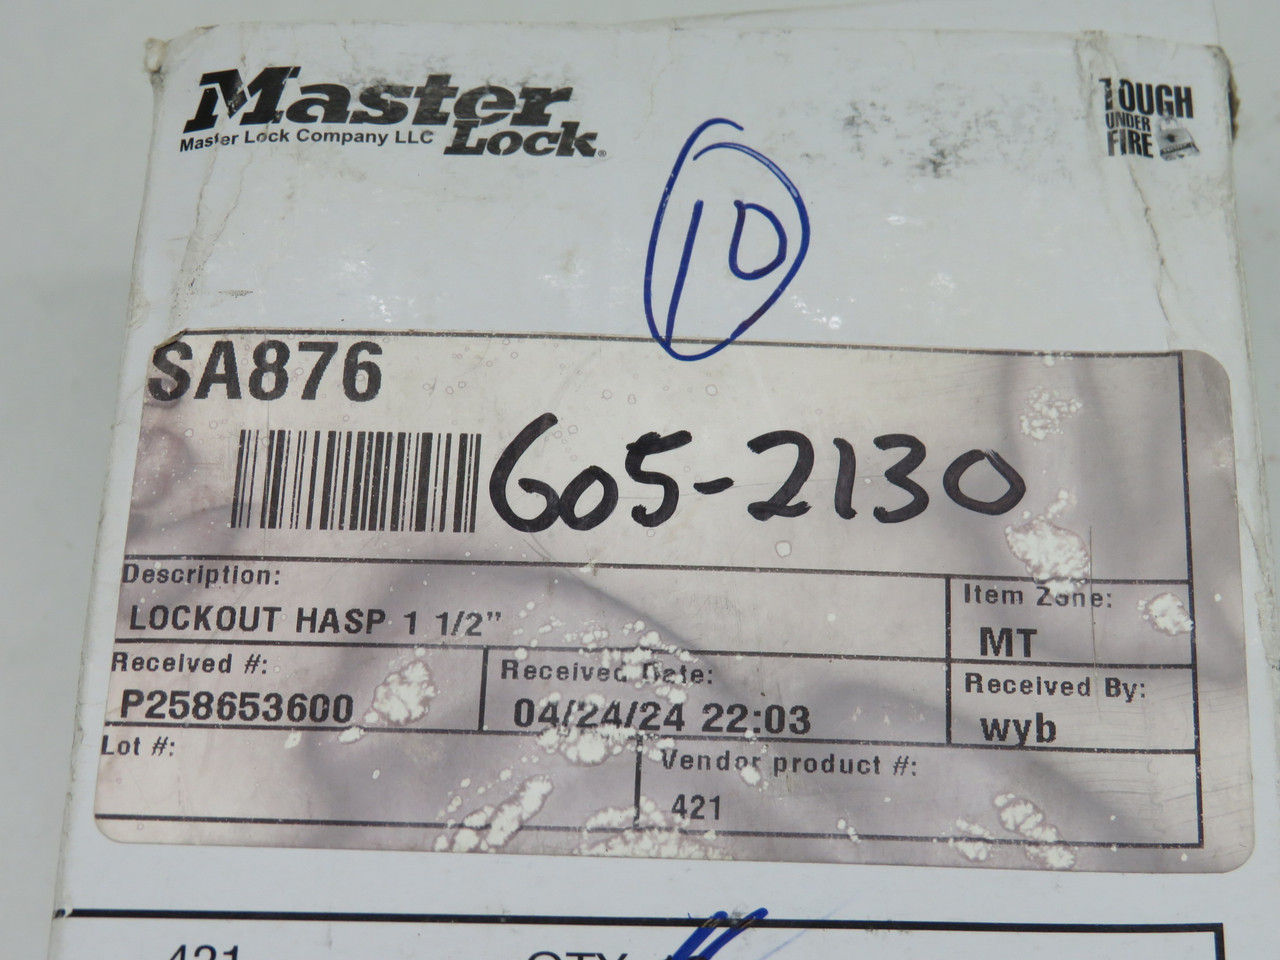 Master Lock®
Master Lock Company LLC
TOUGH
UNDER
FIRE
10
SA876
605-2130
Description:
LOCKOUT HASP 1 1/2”
Item Zone:
MT
Received #:
P258653600
Received Date:
04/24/24 22:03
Received By:
wyb
Lot #:
Vendor product #:
421
421
QTY